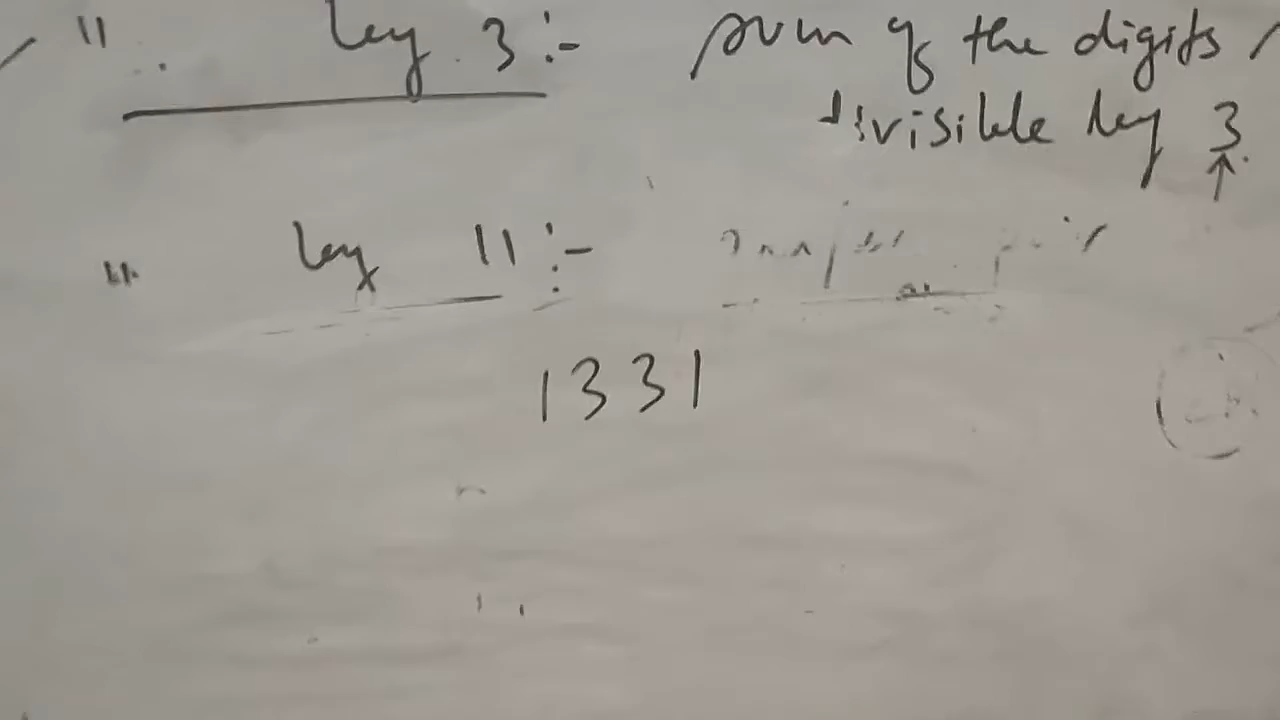 " by 3:- sum of the digits
divisible by 3
" by 11:-
1331